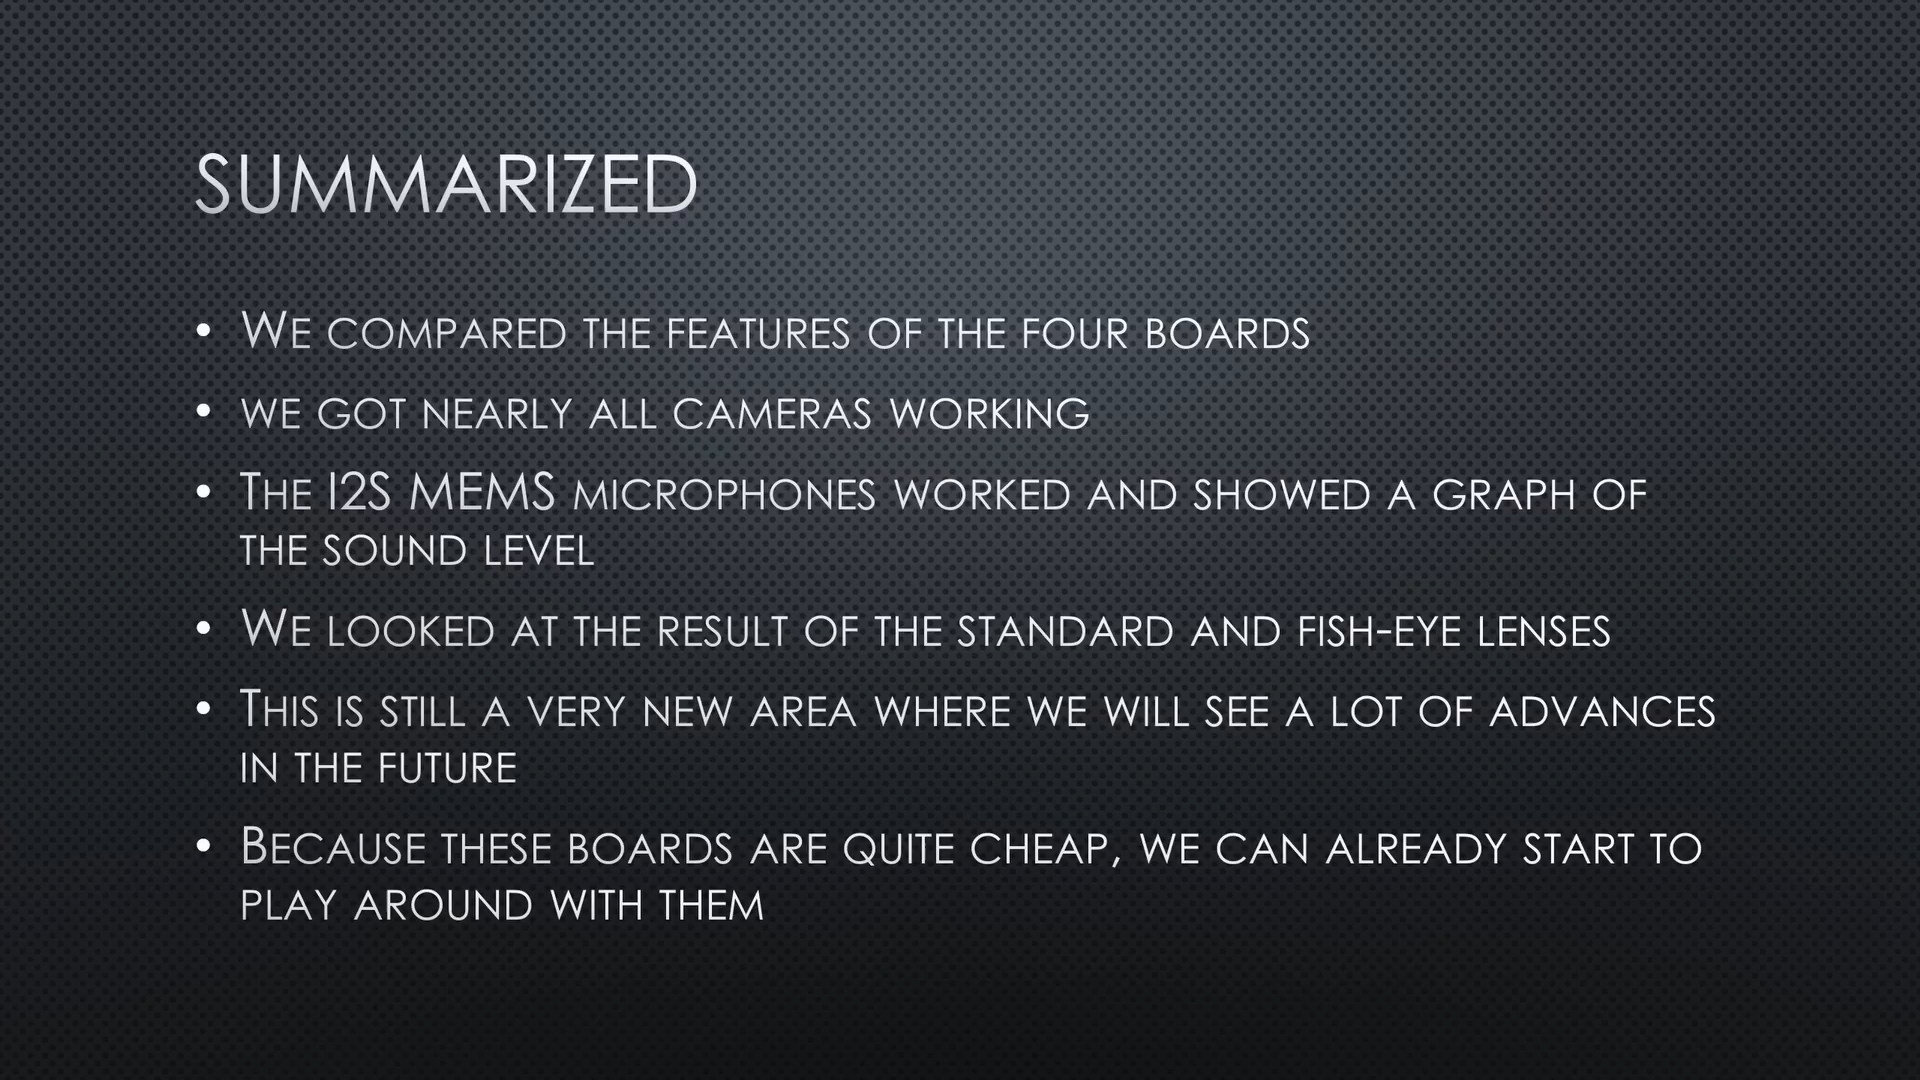 SUMMARIZED
• We compared the features of the four boards
• we got nearly all cameras working
• The I2S MEMS microphones worked and showed a graph of
the sound level
• We looked at the result of the standard and fish-eye lenses
• This is still a very new area where we will see a lot of advances
in the future
• Because these boards are quite cheap, we can already start to
play around with them